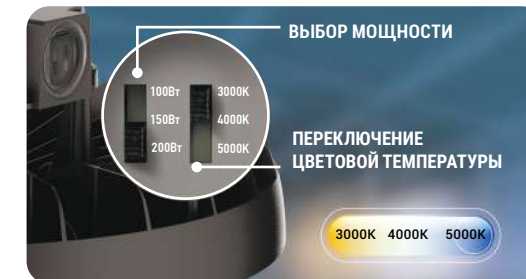 ВЫБОР МОЩНОСТИ
100Вт 3000K
150Вт 4000K
200Вт 5000K
ПЕРЕКЛЮЧЕНИЕ
ЦВЕТОВОЙ ТЕМПЕРАТУРЫ
3000K 4000K 5000K